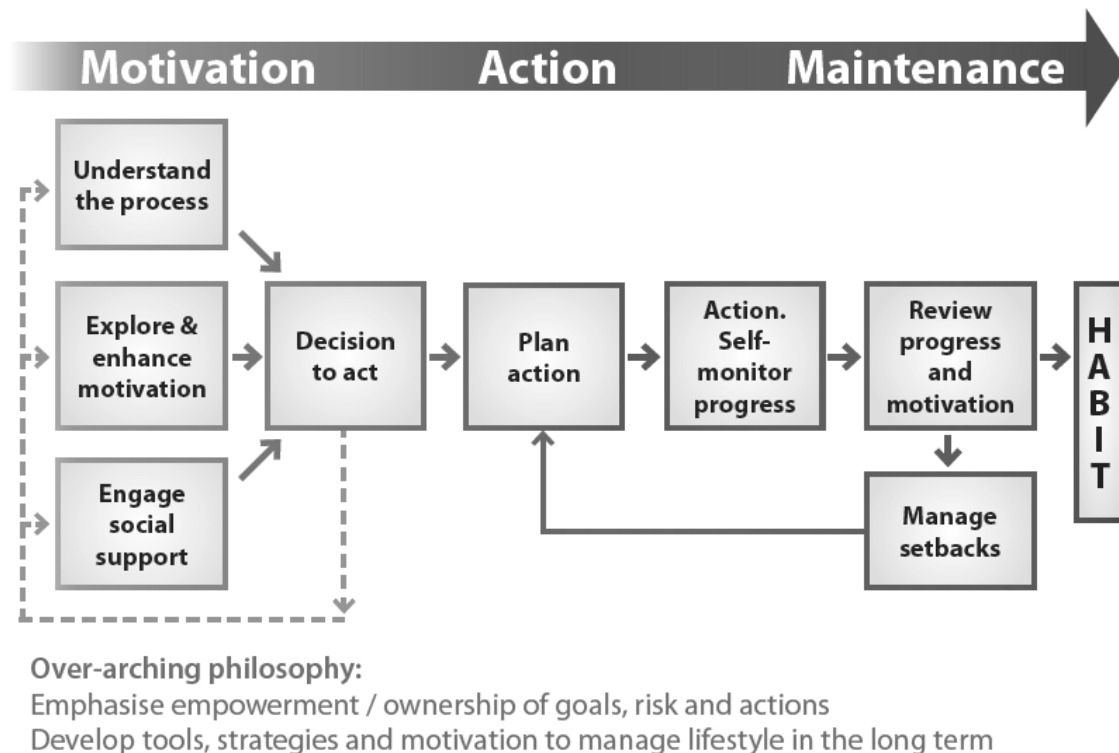 Motivation Action Maintenance
Understand
the process
Explore &
enhance
motivation
Engage
social
support
Decision
to act
Plan
action
Action.
Self-
monitor
progress
Review
progress
and
motivation
Manage
setbacks
H
A
B
I
T
Over-arching philosophy:
Emphasise empowerment / ownership of goals, risk and actions
Develop tools, strategies and motivation to manage lifestyle in the long term